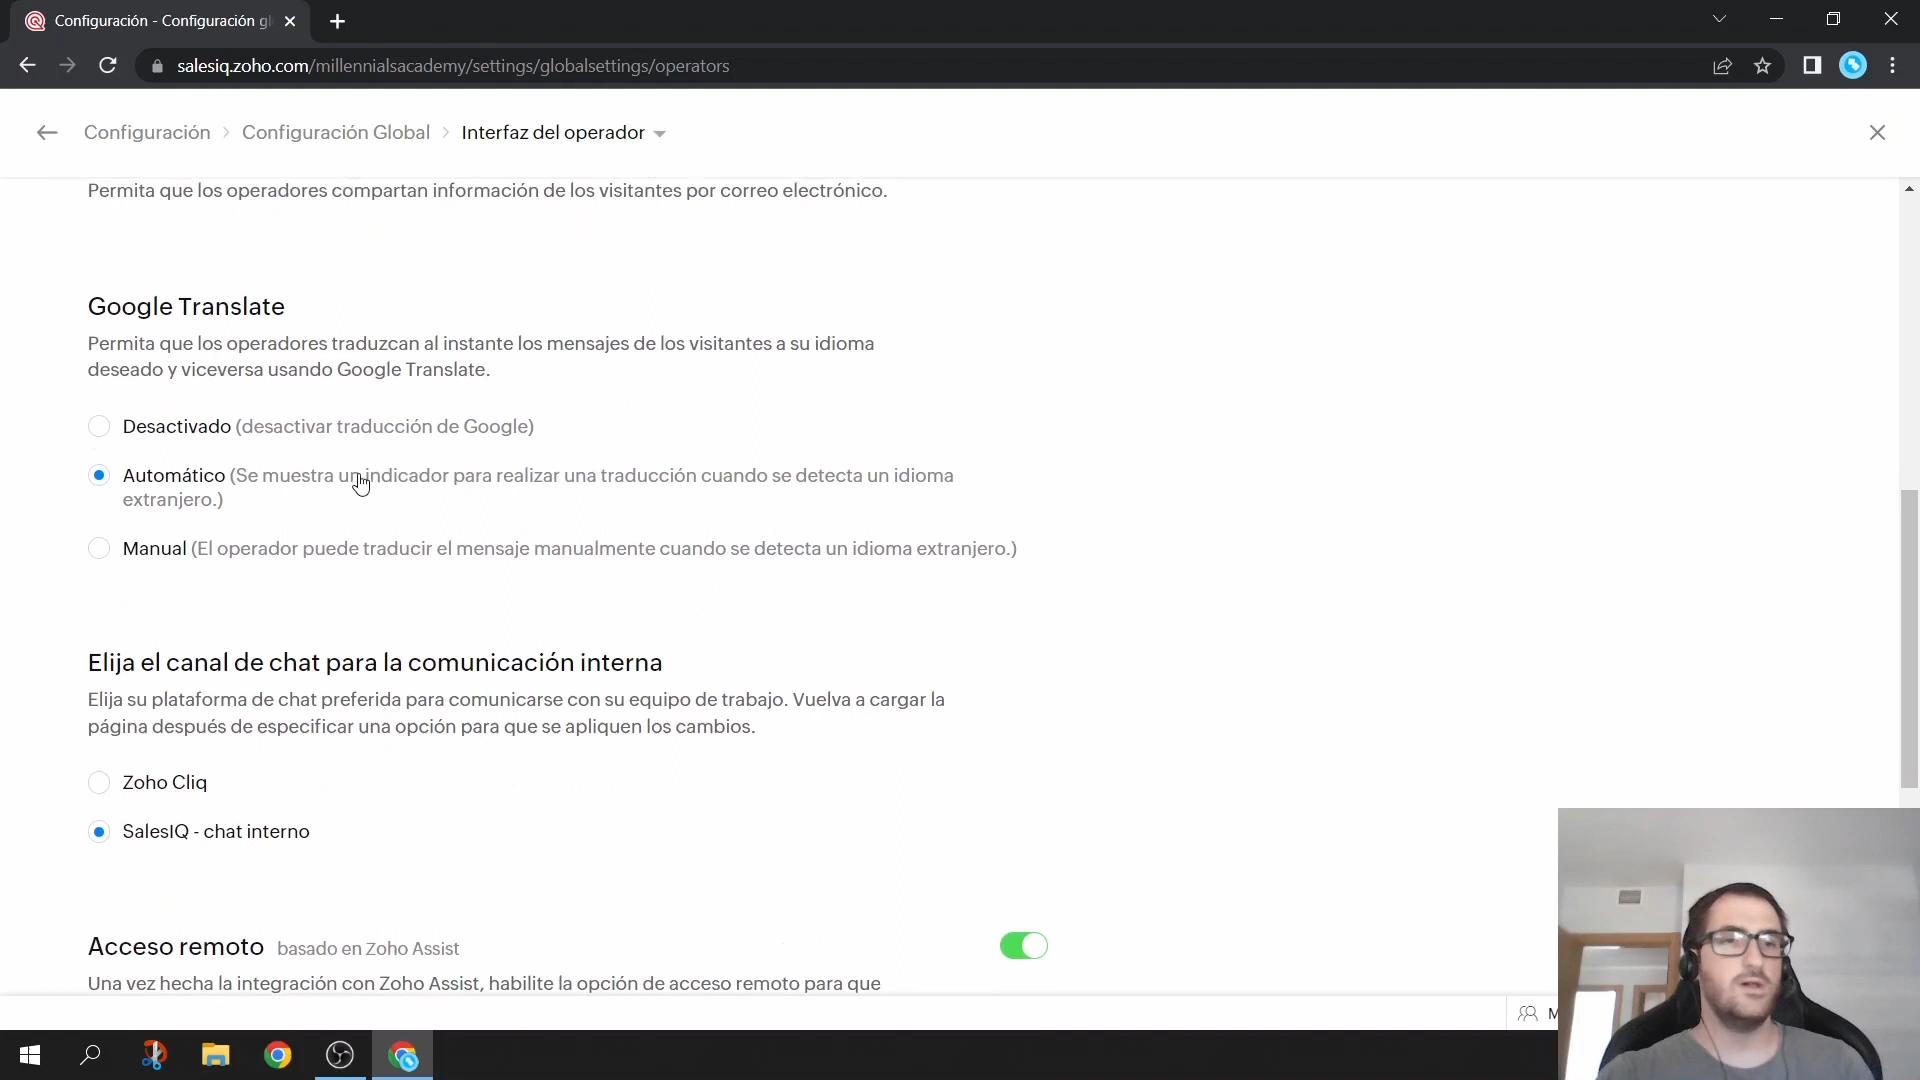 Configuración - Configuración gl
salesiq.zoho.com/millennialsacademy/settings/globalsettings/operators
Configuración > Configuración Global > Interfaz del operador
Permita que los operadores compartan información de los visitantes por correo electrónico.
Google Translate
Permita que los operadores traduzcan al instante los mensajes de los visitantes a su idioma
deseado y viceversa usando Google Translate.
Desactivado (desactivar traducción de Google)
Automático (Se muestra un indicador para realizar una traducción cuando se detecta un idioma
extranjero.)
Manual (El operador puede traducir el mensaje manualmente cuando se detecta un idioma extranjero.)
Elija el canal de chat para la comunicación interna
Elija su plataforma de chat preferida para comunicarse con su equipo de trabajo. Vuelva a cargar la
página después de especificar una opción para que se apliquen los cambios.
Zoho Cliq
SalesIQ - chat interno
Acceso remoto basado en Zoho Assist
Una vez hecha la integración con Zoho Assist, habilite la opción de acceso remoto para que
M